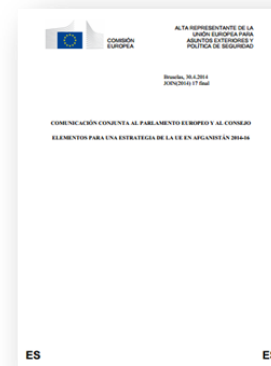 COMISIÓN
EUROPEA
ALTA REPRESENTANTE DE LA
UNIÓN EUROPEA PARA
ASUNTOS EXTERIORES Y
POLÍTICA DE SEGURIDAD
Bruselas, 30.4.2014
JOIN(2014) 17 final
COMUNICACIÓN CONJUNTA AL PARLAMENTO EUROPEO Y AL CONSEJO
ELEMENTOS PARA UNA ESTRATEGIA DE LA UE EN AFGANISTÁN 2014-16
ES
ES